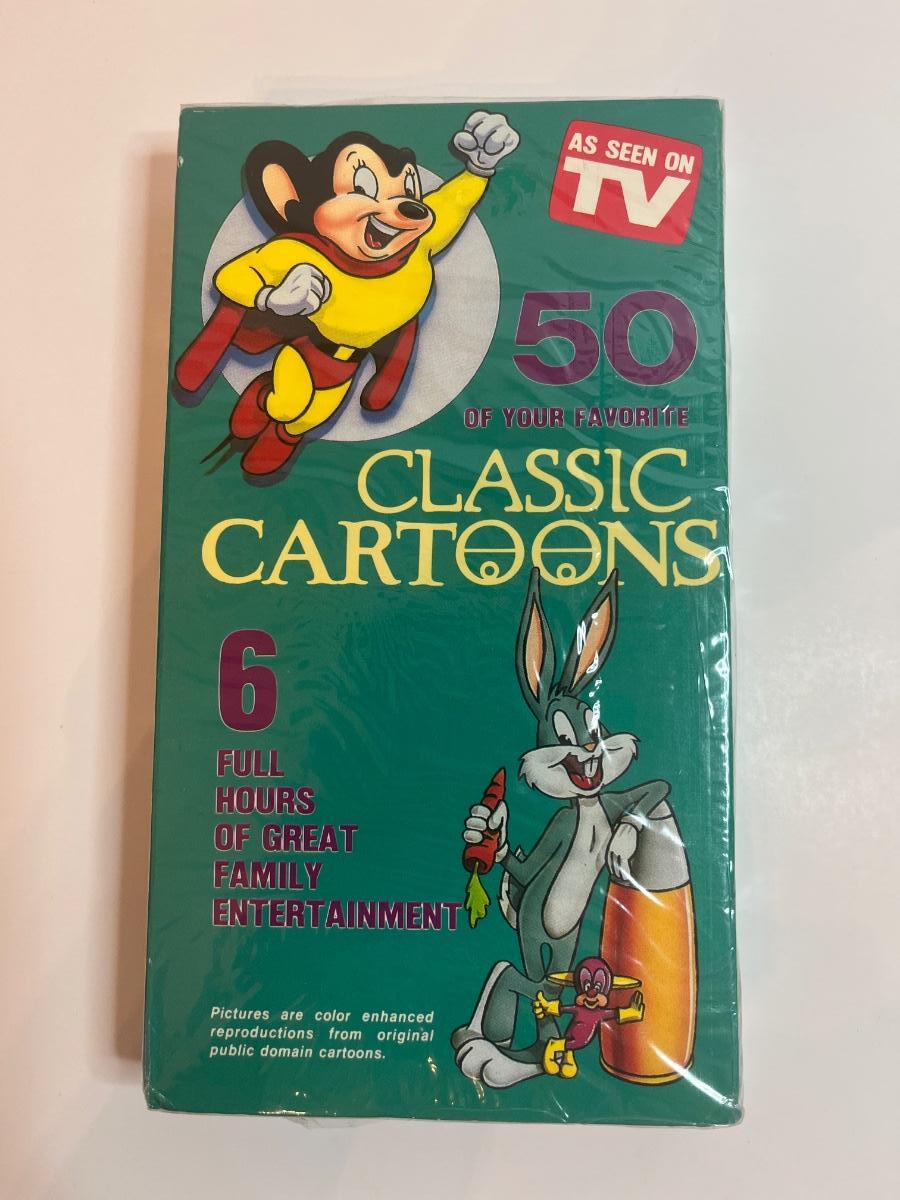 AS SEEN ON
TV
50
OF YOUR FAVORITE
CLASSIC
CARTOONS
6
FULL
HOURS
OF GREAT
FAMILY
ENTERTAINMENT
Pictures are color enhanced
reproductions from original
public domain cartoons.